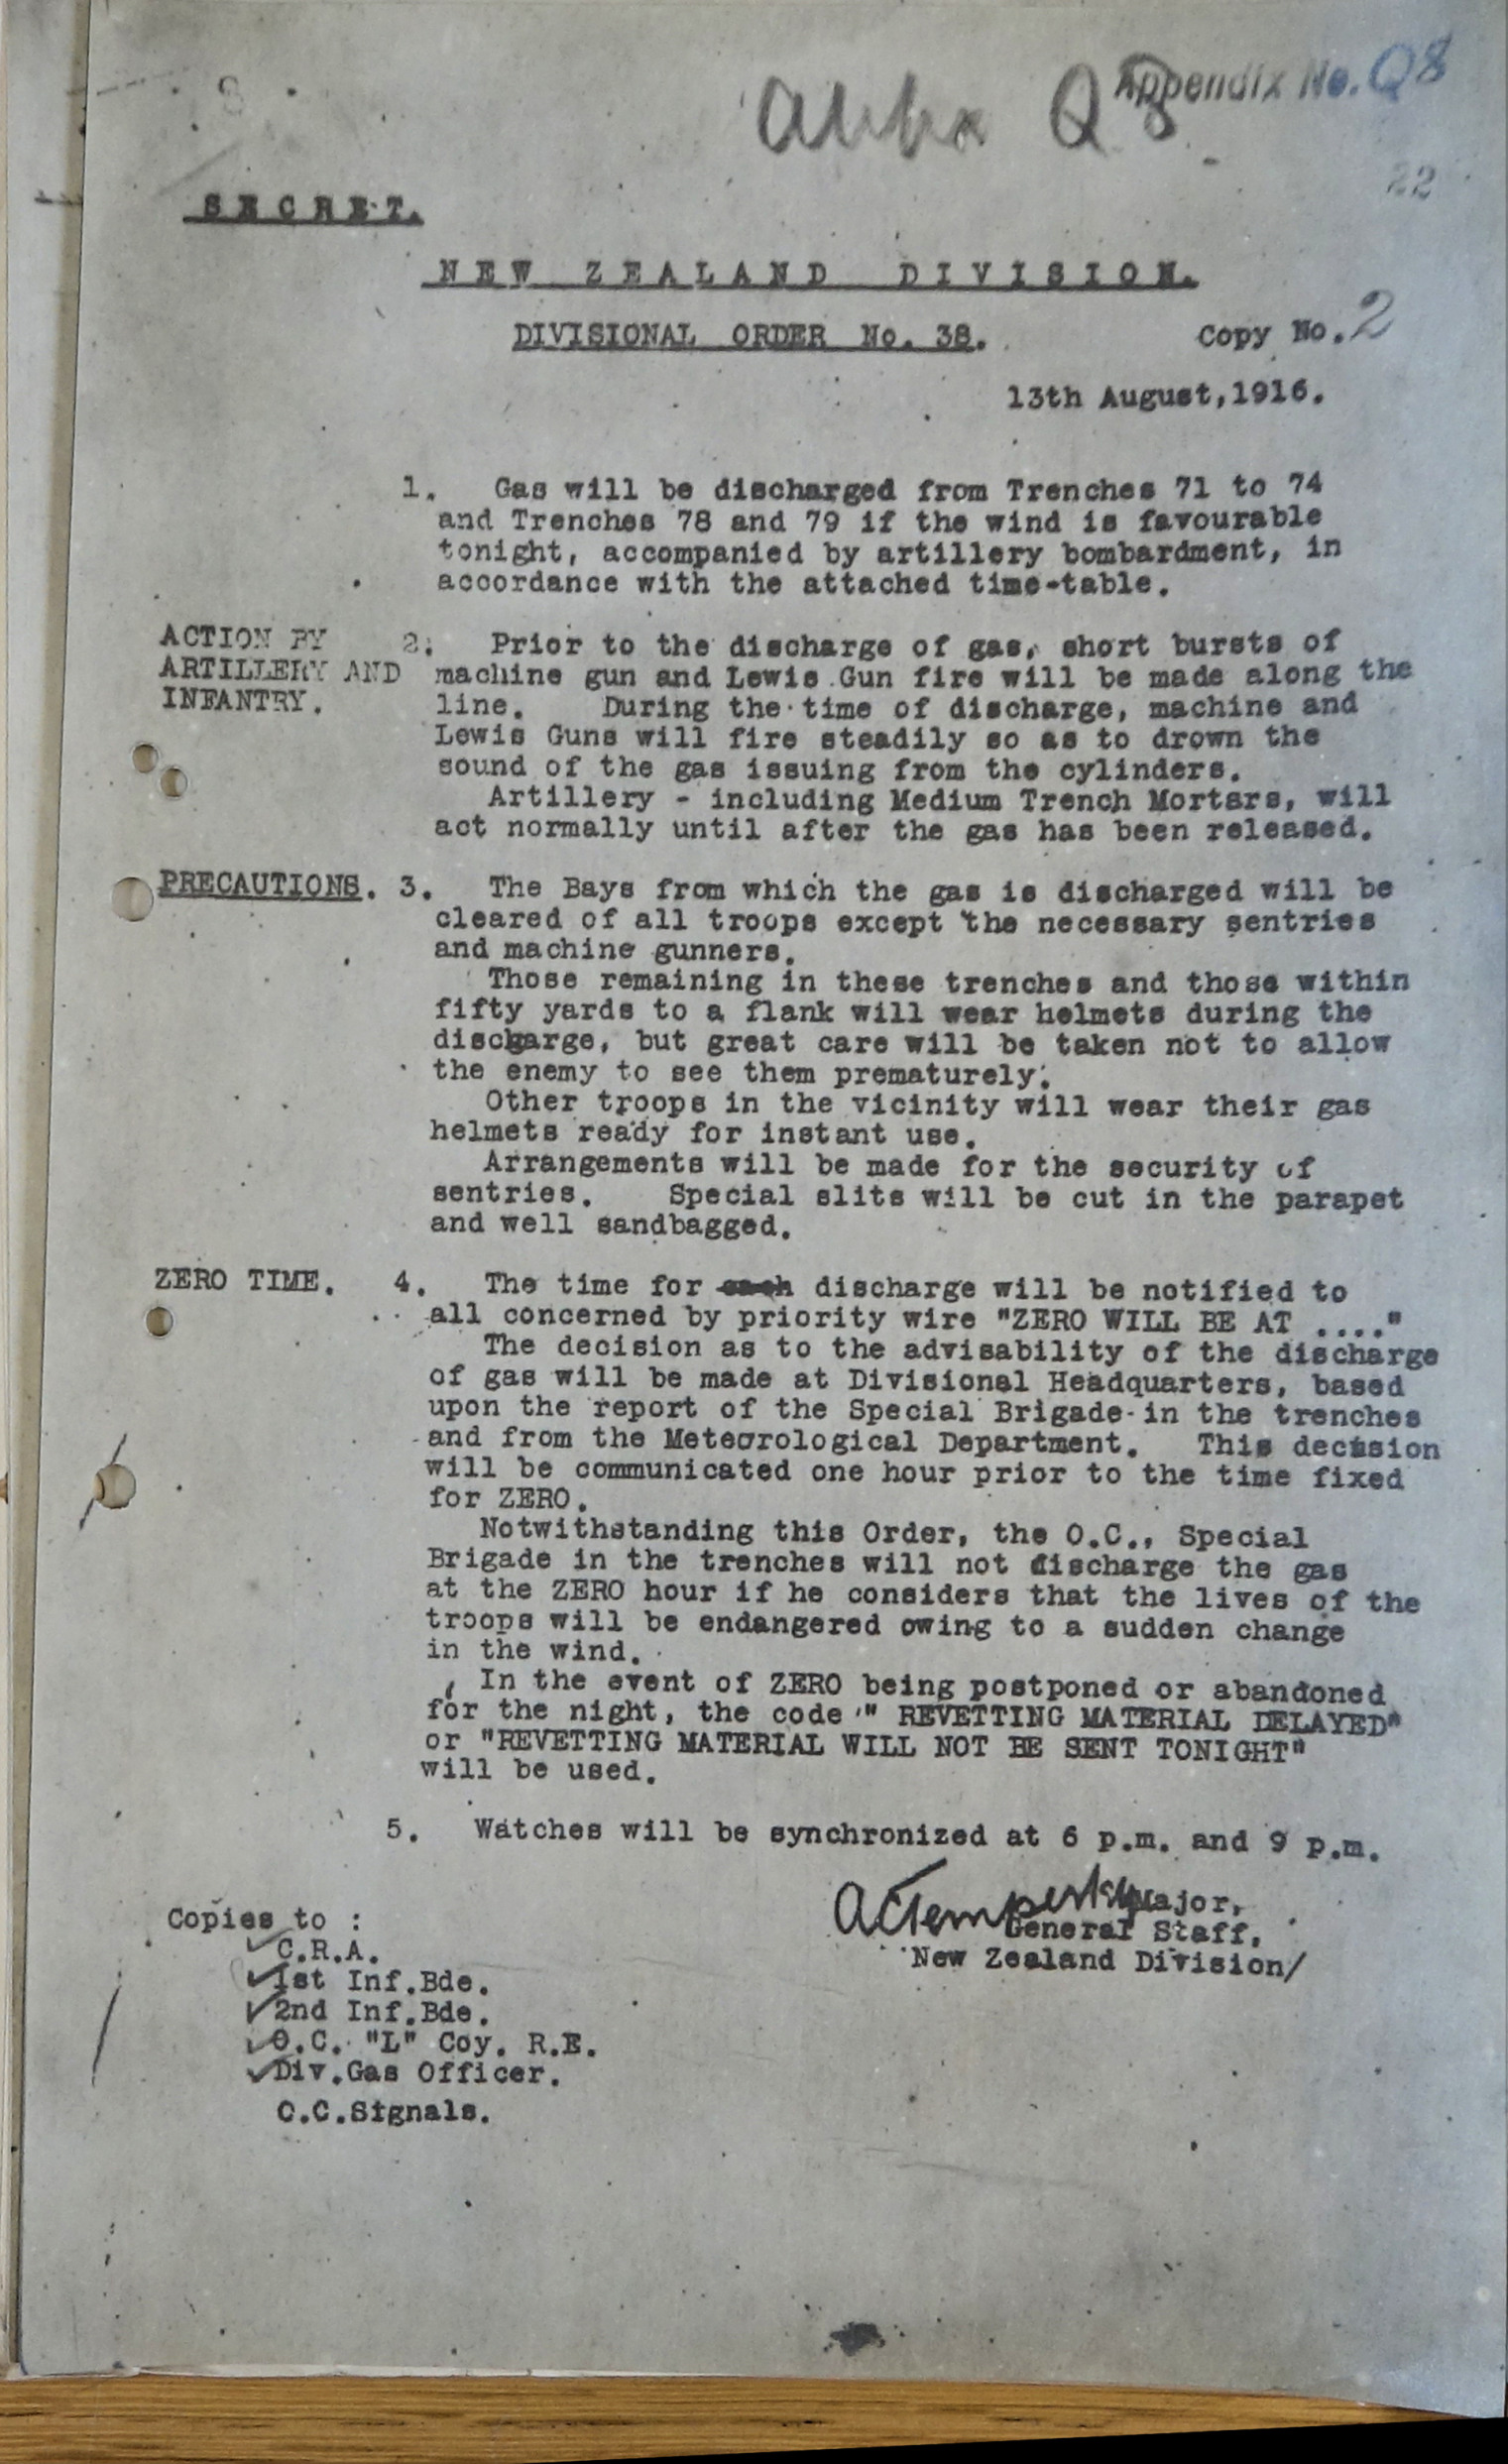 Appendix No. Q8
Q 8
22
SECRET.
NEW ZEALAND DIVISION.
DIVISIONAL ORDER No. 38.
Copy No. 2
13th August, 1916.
1. Gas will be discharged from Trenches 71 to 74
and Trenches 78 and 79 if the wind is favourable
tonight, accompanied by artillery bombardment, in
accordance with the attached time-table.
ACTION BY
ARTILLERY AND
INFANTRY.
2. Prior to the discharge of gas, short bursts of
machine gun and Lewis Gun fire will be made along the
line. During the time of discharge, machine and
Lewis Guns will fire steadily so as to drown the
sound of the gas issuing from the cylinders.
Artillery - including Medium Trench Mortars, will
act normally until after the gas has been released.
PRECAUTIONS. 3. The Bays from which the gas is discharged will be
cleared of all troops except the necessary sentries
and machine gunners.
Those remaining in these trenches and those within
fifty yards to a flank will wear helmets during the
discharge, but great care will be taken not to allow
the enemy to see them prematurely.
Other troops in the vicinity will wear their gas
helmets ready for instant use.
Arrangements will be made for the security of
sentries. Special slits will be cut in the parapet
and well sandbagged.
ZERO TIME. 4. The time for each discharge will be notified to
all concerned by priority wire "ZERO WILL BE AT ...."
The decision as to the advisability of the discharge
of gas will be made at Divisional Headquarters, based
upon the report of the Special Brigade in the trenches
and from the Meteorological Department. This decision
will be communicated one hour prior to the time fixed
for ZERO.
Notwithstanding this Order, the O.C., Special
Brigade in the trenches will not discharge the gas
at the ZERO hour if he considers that the lives of the
troops will be endangered owing to a sudden change
in the wind.
In the event of ZERO being postponed or abandoned
for the night, the code " REVETTING MATERIAL DELAYED"
or "REVETTING MATERIAL WILL NOT BE SENT TONIGHT"
will be used.
5. Watches will be synchronized at 6 p.m. and 9 p.m.
ACTemperley Major,
General Staff,
New Zealand Division/
Copies to :
C.R.A.
1st Inf.Bde.
2nd Inf.Bde.
O.C. "L" Coy. R.E.
Div.Gas Officer.
O.C.Signals.